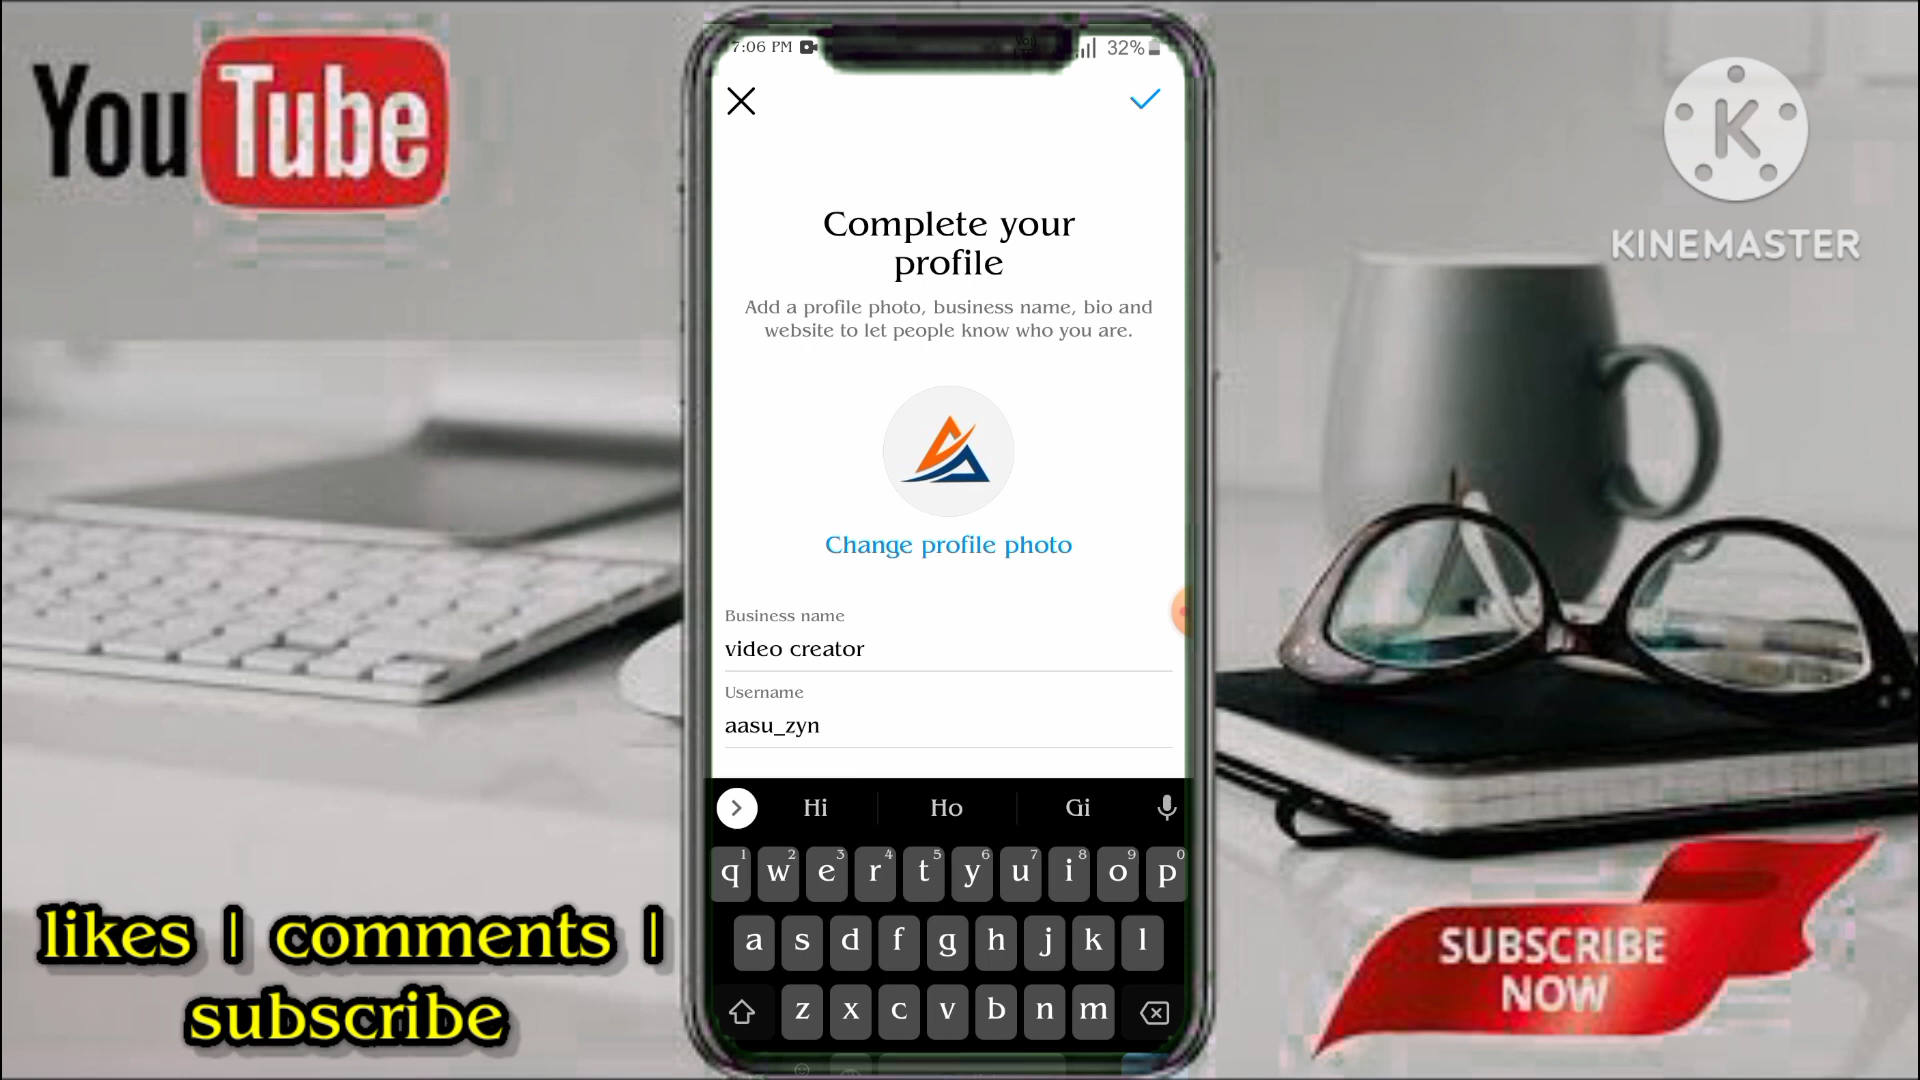 YouTube
7:06 PM
32%
K
KINEMASTER
Complete your
profile
Add a profile photo, business name, bio and
website to let people know who you are.
Change profile photo
Business name
video creator
Username
aasu_zyn
Hi Ho Gi
1 2 3 4 5 6 7 8 9 0
q w e r t y u i o p
a s d f g h j k l
z x c v b n m
likes | comments |
subscribe
SUBSCRIBE
NOW